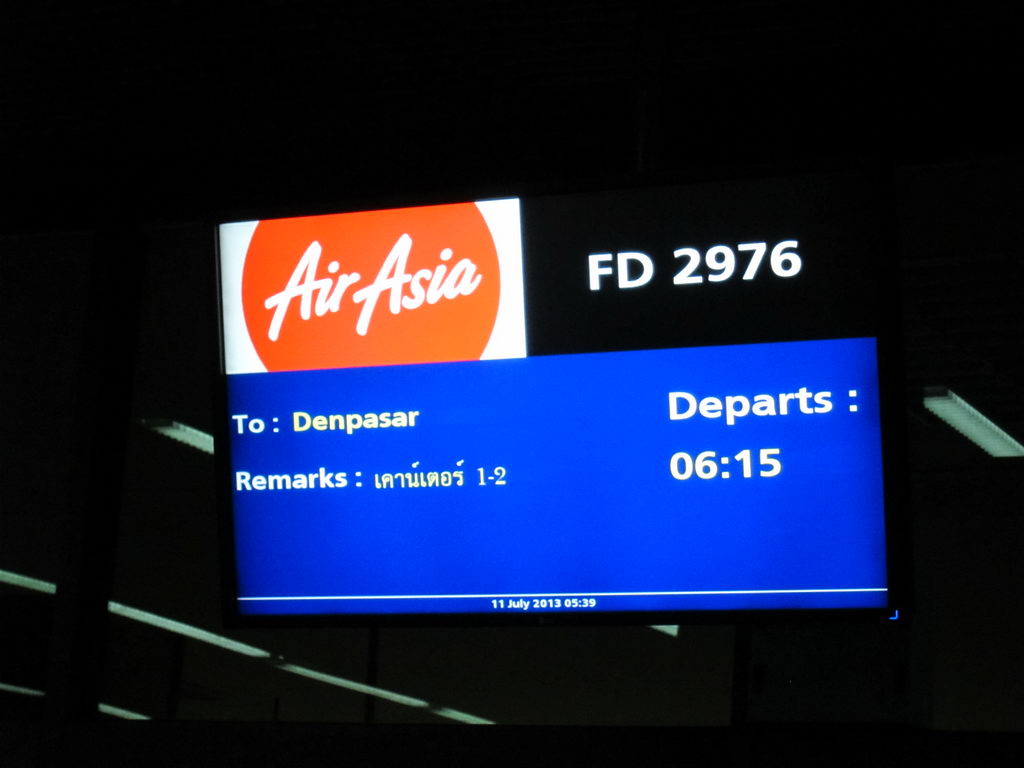 AirAsia
FD 2976
To : Denpasar
Departs :
06:15
Remarks : เคาน์เตอร์ 1-2
11 July 2013 05:39